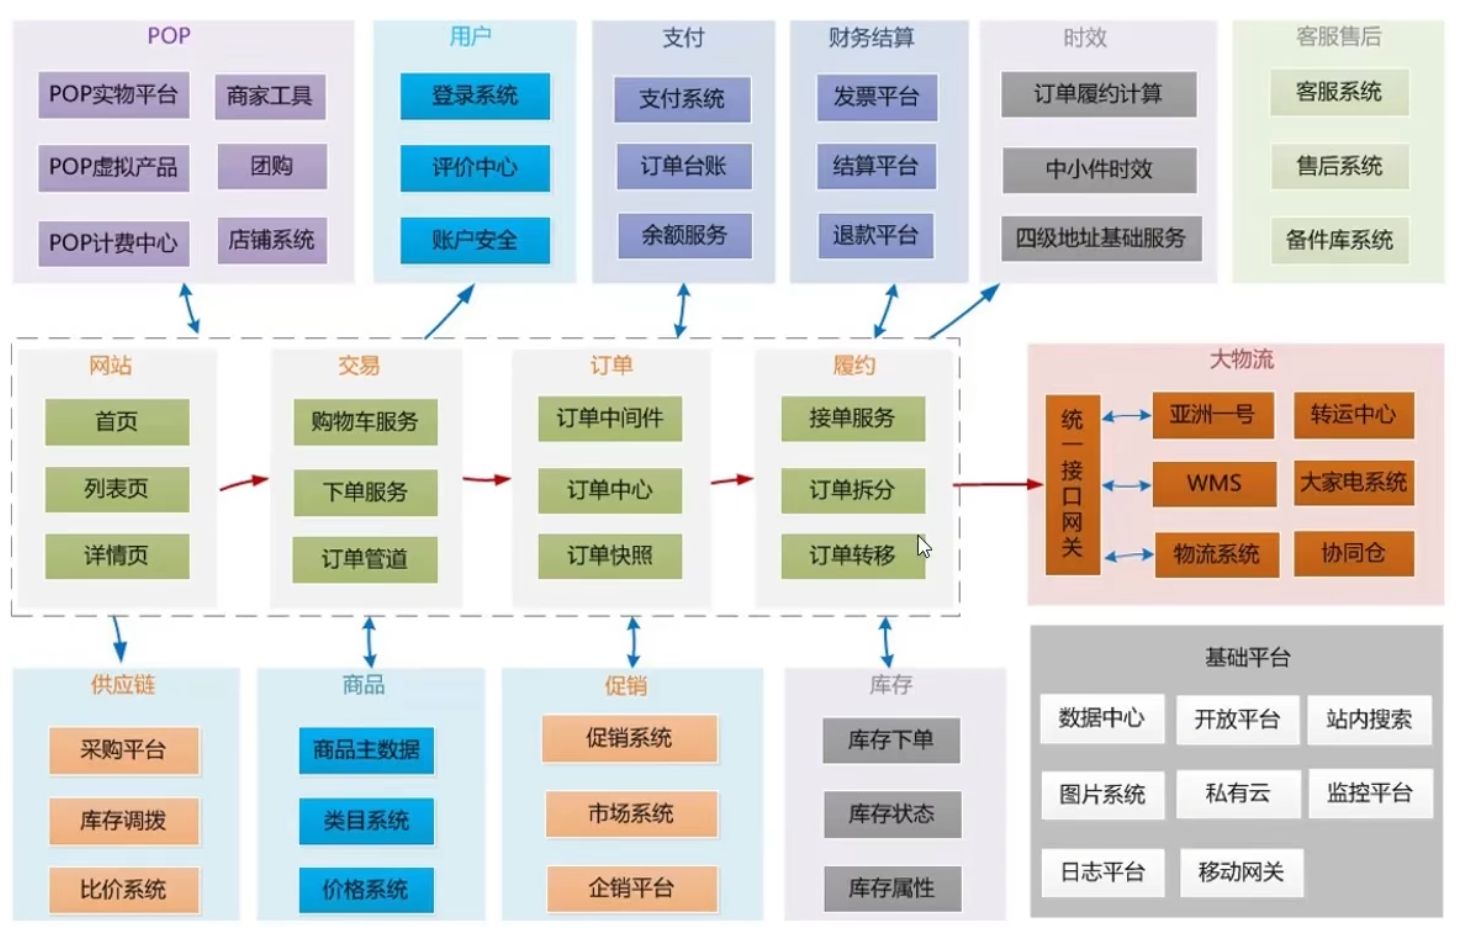 POP
POP实物平台
商家工具
POP虚拟产品
团购
POP计费中心
店铺系统
用户
登录系统
评价中心
账户安全
支付
支付系统
订单台账
余额服务
财务结算
发票平台
结算平台
退款平台
时效
订单履约计算
中小件时效
四级地址基础服务
客服售后
客服系统
售后系统
备件库系统
网站
首页
列表页
详情页
交易
购物车服务
下单服务
订单管道
订单
订单中间件
订单中心
订单快照
履约
接单服务
订单拆分
订单转移
大物流
统一接口网关
亚洲一号
转运中心
WMS
大家电系统
物流系统
协同仓
供应链
采购平台
库存调拨
比价系统
商品
商品主数据
类目系统
价格系统
促销
促销系统
市场系统
企销平台
库存
库存下单
库存状态
库存属性
基础平台
数据中心
开放平台
站内搜索
图片系统
私有云
监控平台
日志平台
移动网关